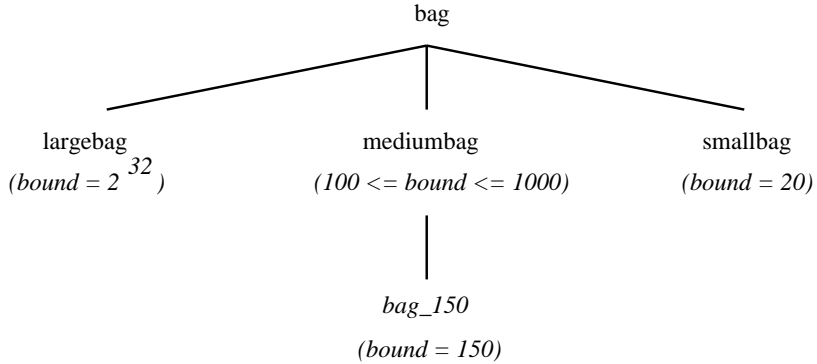 bag
largebag mediumbag smallbag
(bound = 2^32) (100 <= bound <= 1000) (bound = 20)
bag_150
(bound = 150)